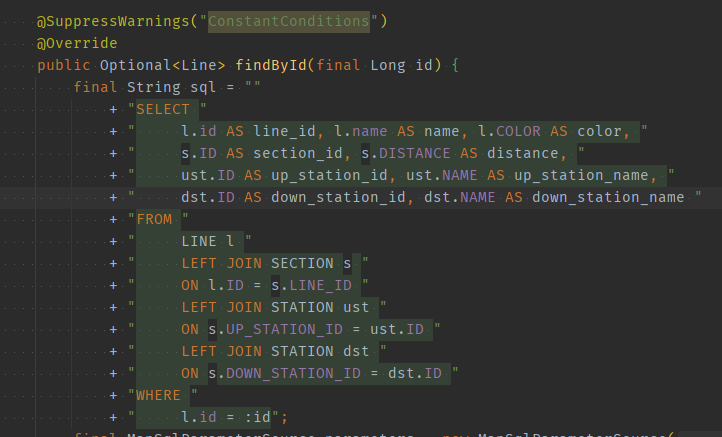 @SuppressWarnings("ConstantConditions")
@Override
public Optional<Line> findById(final Long id) {
final String sql = ""
+ "SELECT "
+ "     l.id AS line_id, l.name AS name, l.COLOR AS color, "
+ "     s.ID AS section_id, s.DISTANCE AS distance, "
+ "     ust.ID AS up_station_id, ust.NAME AS up_station_name, "
+ "     dst.ID AS down_station_id, dst.NAME AS down_station_name "
+ "FROM "
+ "     LINE l "
+ "     LEFT JOIN SECTION s "
+ "     ON l.ID = s.LINE_ID "
+ "     LEFT JOIN STATION ust "
+ "     ON s.UP_STATION_ID = ust.ID "
+ "     LEFT JOIN STATION dst "
+ "     ON s.DOWN_STATION_ID = dst.ID "
+ "WHERE "
+ "     l.id = :id";